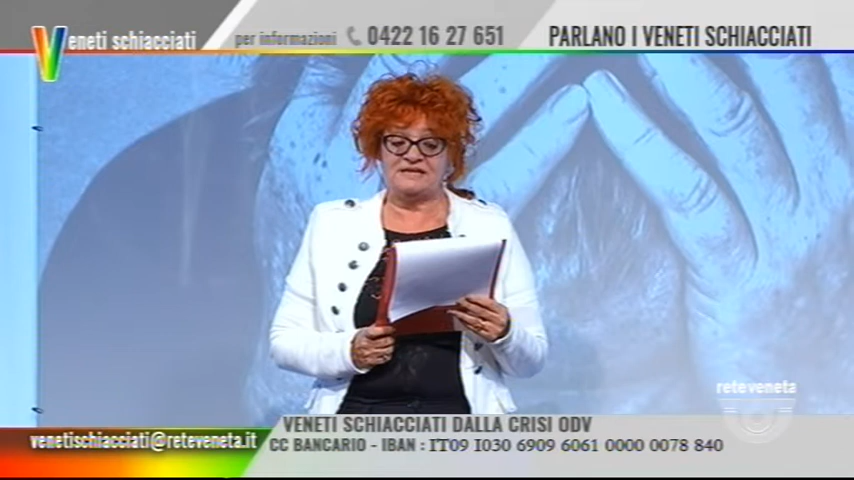 Veneti schiacciati
per informazioni 0422 16 27 651
PARLANO I VENETI SCHIACCIATI
reteveneta
VENETI SCHIACCIATI DALLA CRISI ODV
venetischiacciati@reteveneta.it
CC BANCARIO - IBAN : IT09 I030 6909 6061 0000 0078 840